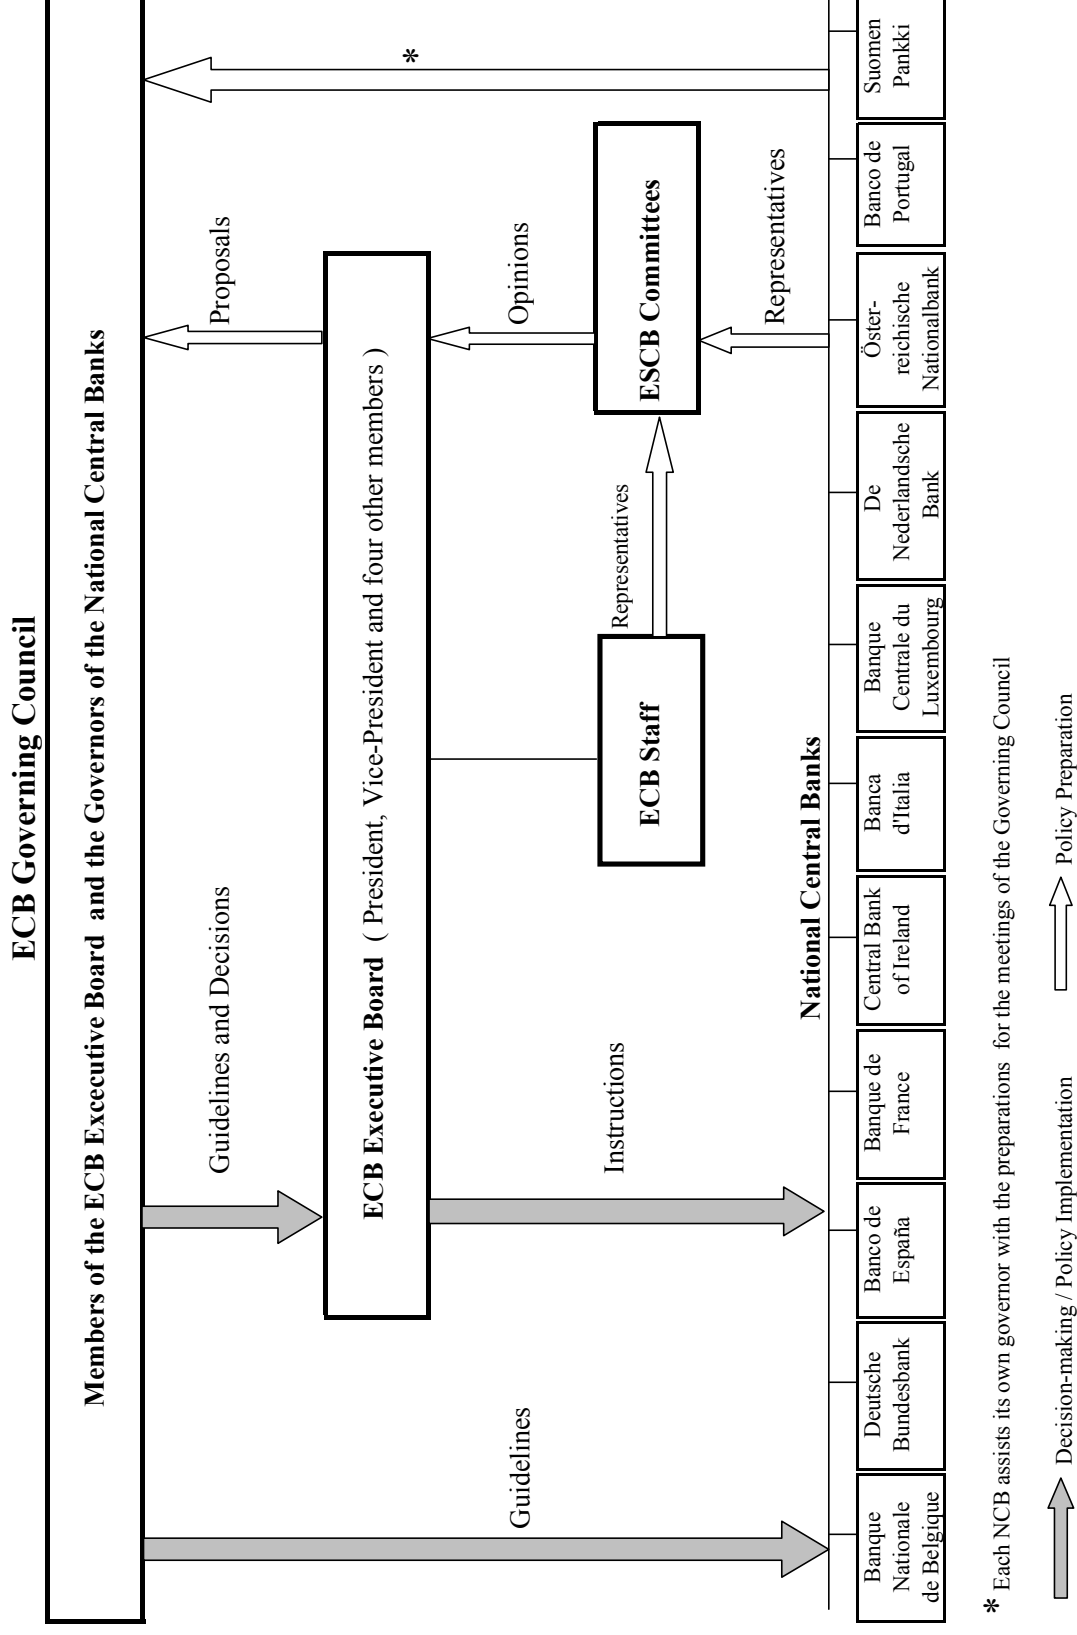 ECB Governing Council
Members of the ECB Excecutive Board and the Governors of the National Central Banks
Guidelines and Decisions
Proposals
*
ECB Executive Board ( President, Vice-President and four other members )
Guidelines
Instructions
Opinions
ECB Staff
Representatives
ESCB Committees
Representatives
National Central Banks
Banque
Nationale
de Belgique
Deutsche
Bundesbank
Banco de
España
Banque de
France
Central Bank
of Ireland
Banca
d'Italia
Banque
Centrale du
Luxembourg
De
Nederlandsche
Bank
Öster-
reichische
Nationalbank
Banco de
Portugal
Suomen
Pankki
* Each NCB assists its own governor with the preparations for the meetings of the Governing Council
Decision-making / Policy Implementation
Policy Preparation